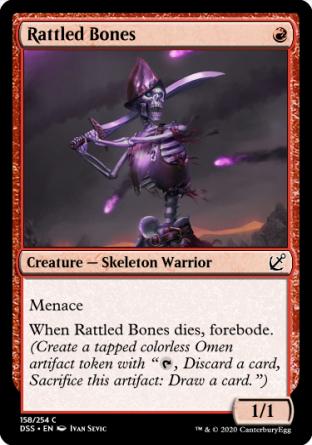 Rattled Bones
Creature — Skeleton Warrior
Menace
When Rattled Bones dies, forebode.
(Create a tapped colorless Omen
artifact token with “, Discard a card,
Sacrifice this artifact: Draw a card.”)
158/254 C
DSS • EN Ivan Sevic
™ & © 2020 CanterburyEgg
1/1